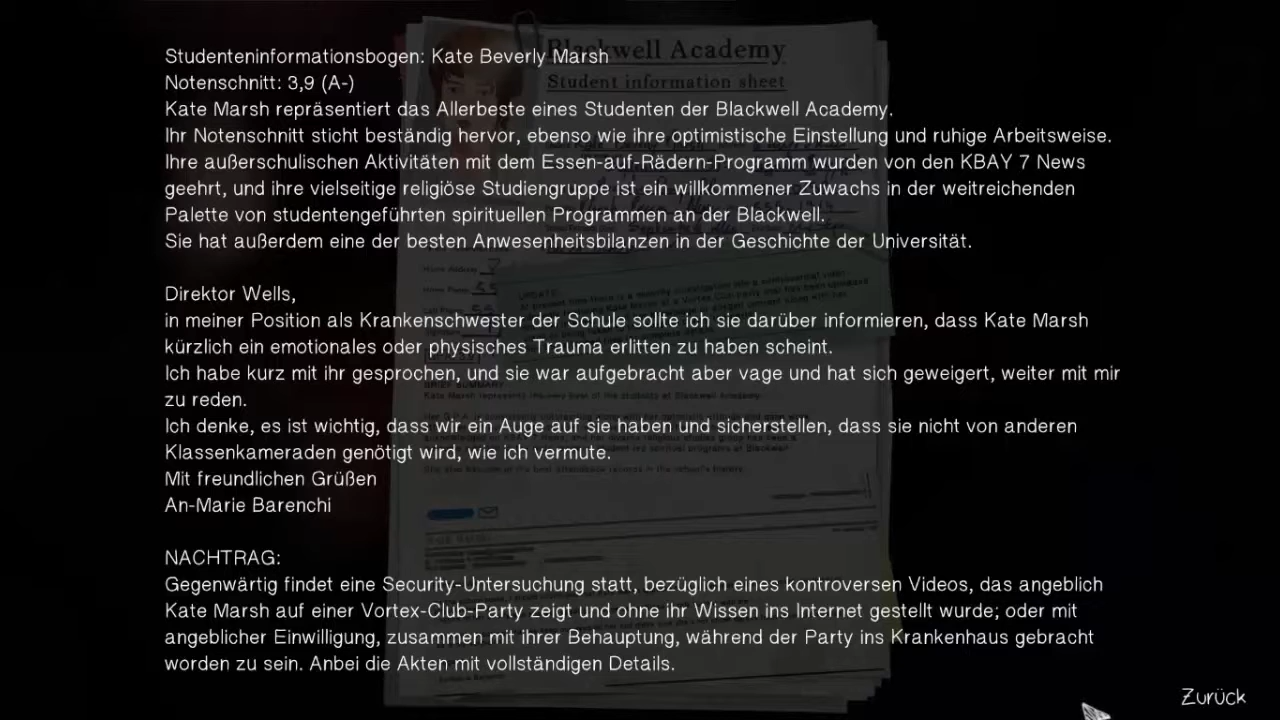 Blackwell Academy
Student information sheet
Studenteninformationsbogen: Kate Beverly Marsh
Notenschnitt: 3,9 (A-)
Kate Marsh repräsentiert das Allerbeste eines Studenten der Blackwell Academy.
Ihr Notenschnitt sticht beständig hervor, ebenso wie ihre optimistische Einstellung und ruhige Arbeitsweise.
Ihre außerschulischen Aktivitäten mit dem Essen-auf-Rädern-Programm wurden von den KBAY 7 News
geehrt, und ihre vielseitige religiöse Studiengruppe ist ein willkommener Zuwachs in der weitreichenden
Palette von studentengeführten spirituellen Programmen an der Blackwell.
Sie hat außerdem eine der besten Anwesenheitsbilanzen in der Geschichte der Universität.
Direktor Wells,
in meiner Position als Krankenschwester der Schule sollte ich sie darüber informieren, dass Kate Marsh
kürzlich ein emotionales oder physisches Trauma erlitten zu haben scheint.
Ich habe kurz mit ihr gesprochen, und sie war aufgebracht aber vage und hat sich geweigert, weiter mit mir
zu reden.
Ich denke, es ist wichtig, dass wir ein Auge auf sie haben und sicherstellen, dass sie nicht von anderen
Klassenkameraden genötigt wird, wie ich vermute.
Mit freundlichen Grüßen
An-Marie Barenchi
NACHTRAG:
Gegenwärtig findet eine Security-Untersuchung statt, bezüglich eines kontroversen Videos, das angeblich
Kate Marsh auf einer Vortex-Club-Party zeigt und ohne ihr Wissen ins Internet gestellt wurde; oder mit
angeblicher Einwilligung, zusammen mit ihrer Behauptung, während der Party ins Krankenhaus gebracht
worden zu sein. Anbei die Akten mit vollständigen Details.
Zurück